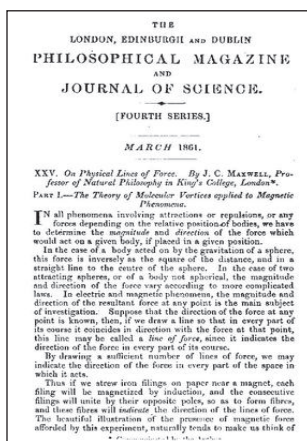 THE
LONDON, EDINBURGH AND DUBLIN
PHILOSOPHICAL MAGAZINE
AND
JOURNAL OF SCIENCE.
[FOURTH SERIES.]
MARCH 1861.
XXV. On Physical Lines of Force. By J. C. MAXWELL, Pro-
fessor of Natural Philosophy in King's College, London*.
PART I.—The Theory of Molecular Vortices applied to Magnetic
Phenomena.
IN all phenomena involving attractions or repulsions, or any
forces depending on the relative position of bodies, we have
to determine the magnitude and direction of the force which
would act on a given body, if placed in a given position.
In the case of a body acted on by the gravitation of a sphere,
this force is inversely as the square of the distance, and in a
straight line to the centre of the sphere. In the case of two
attracting spheres, or of a body not spherical, the magnitude
and direction of the force vary according to more complicated
laws. In electric and magnetic phenomena, the magnitude and
direction of the resultant force at any point is the main subject
of investigation. Suppose that the direction of the force at any
point is known, then, if we draw a line so that in every part of
its course it coincides in direction with the force at that point,
this line may be called a line of force, since it indicates the
direction of the force in every part of its course.
By drawing a sufficient number of lines of force, we may
indicate the direction of the force in every part of the space in
which it acts.
Thus if we strew iron filings on paper near a magnet, each
filing will be magnetized by induction, and the consecutive
filings will unite by their opposite poles, so as to form fibres,
and these fibres will indicate the direction of the lines of force.
The beautiful illustration of the presence of magnetic force
afforded by this experiment, naturally tends to make us think of